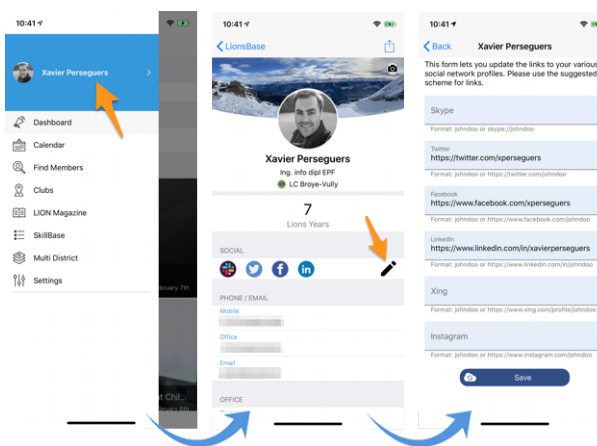 10:41
Xavier Perseguers
Dashboard
Calendar
Find Members
Clubs
LION Magazine
SkillBase
Multi District
Settings
bruary 7th
t Chil...
bruary 6th
10:41
LionsBase
Xavier Perseguers
Ing. info dipl EPF
LC Broye-Vully
7
Lions Years
SOCIAL
PHONE / EMAIL
Mobile
Office
Email
OFFICE
10:41
Back
Xavier Perseguers
This form lets you update the links to your various
social network profiles. Please use the suggested
scheme for links.
Skype
Format: johndoo or skype://johndoo
Twitter
https://twitter.com/xperseguers
Format: johndoo or https://twitter.com/johndoo
Facebook
https://www.facebook.com/xperseguers
Format: johndoo or https://www.facebook.com/johndoo
LinkedIn
https://www.linkedin.com/in/xavierperseguers
Format: johndoo or https://www.linkedin.com/in/johndoo
Xing
Format: johndoo or https://www.xing.com/profile/johndoo
Instagram
Format: johndoo or https://www.instagram.com/johndoo
Save